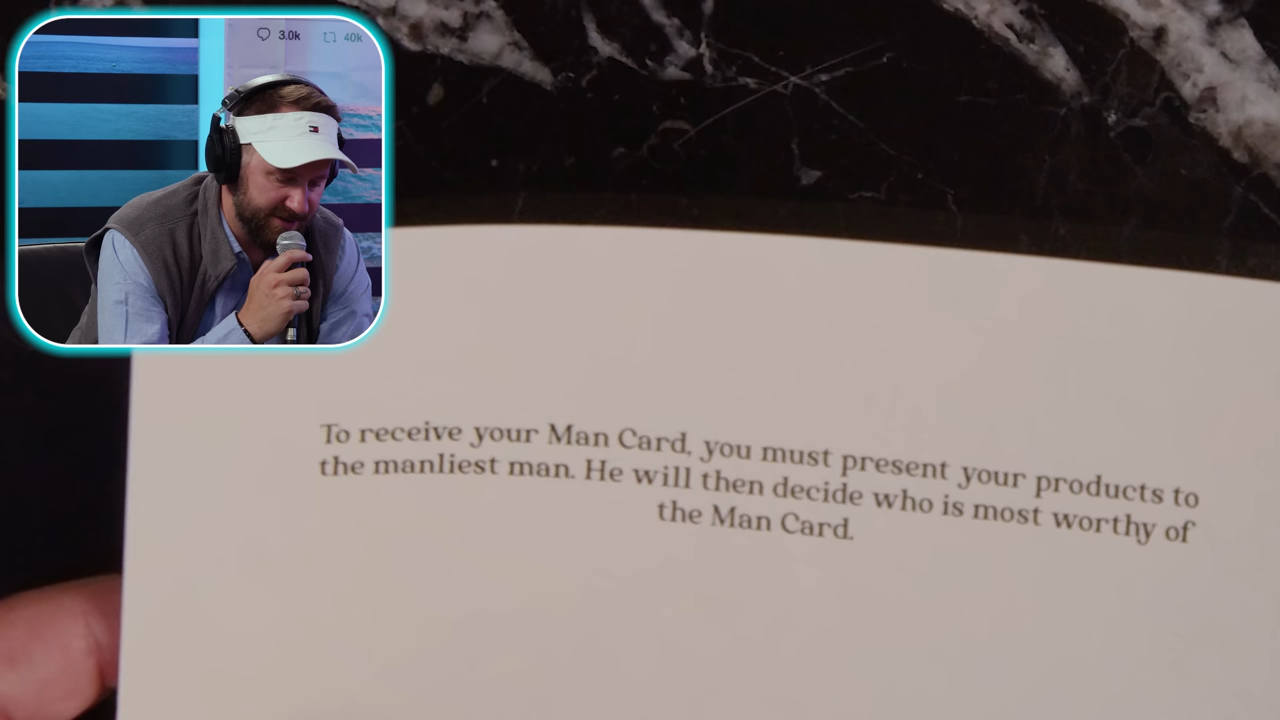 3.0k 40k
To receive your Man Card, you must present your products to
the manliest man. He will then decide who is most worthy of
the Man Card.